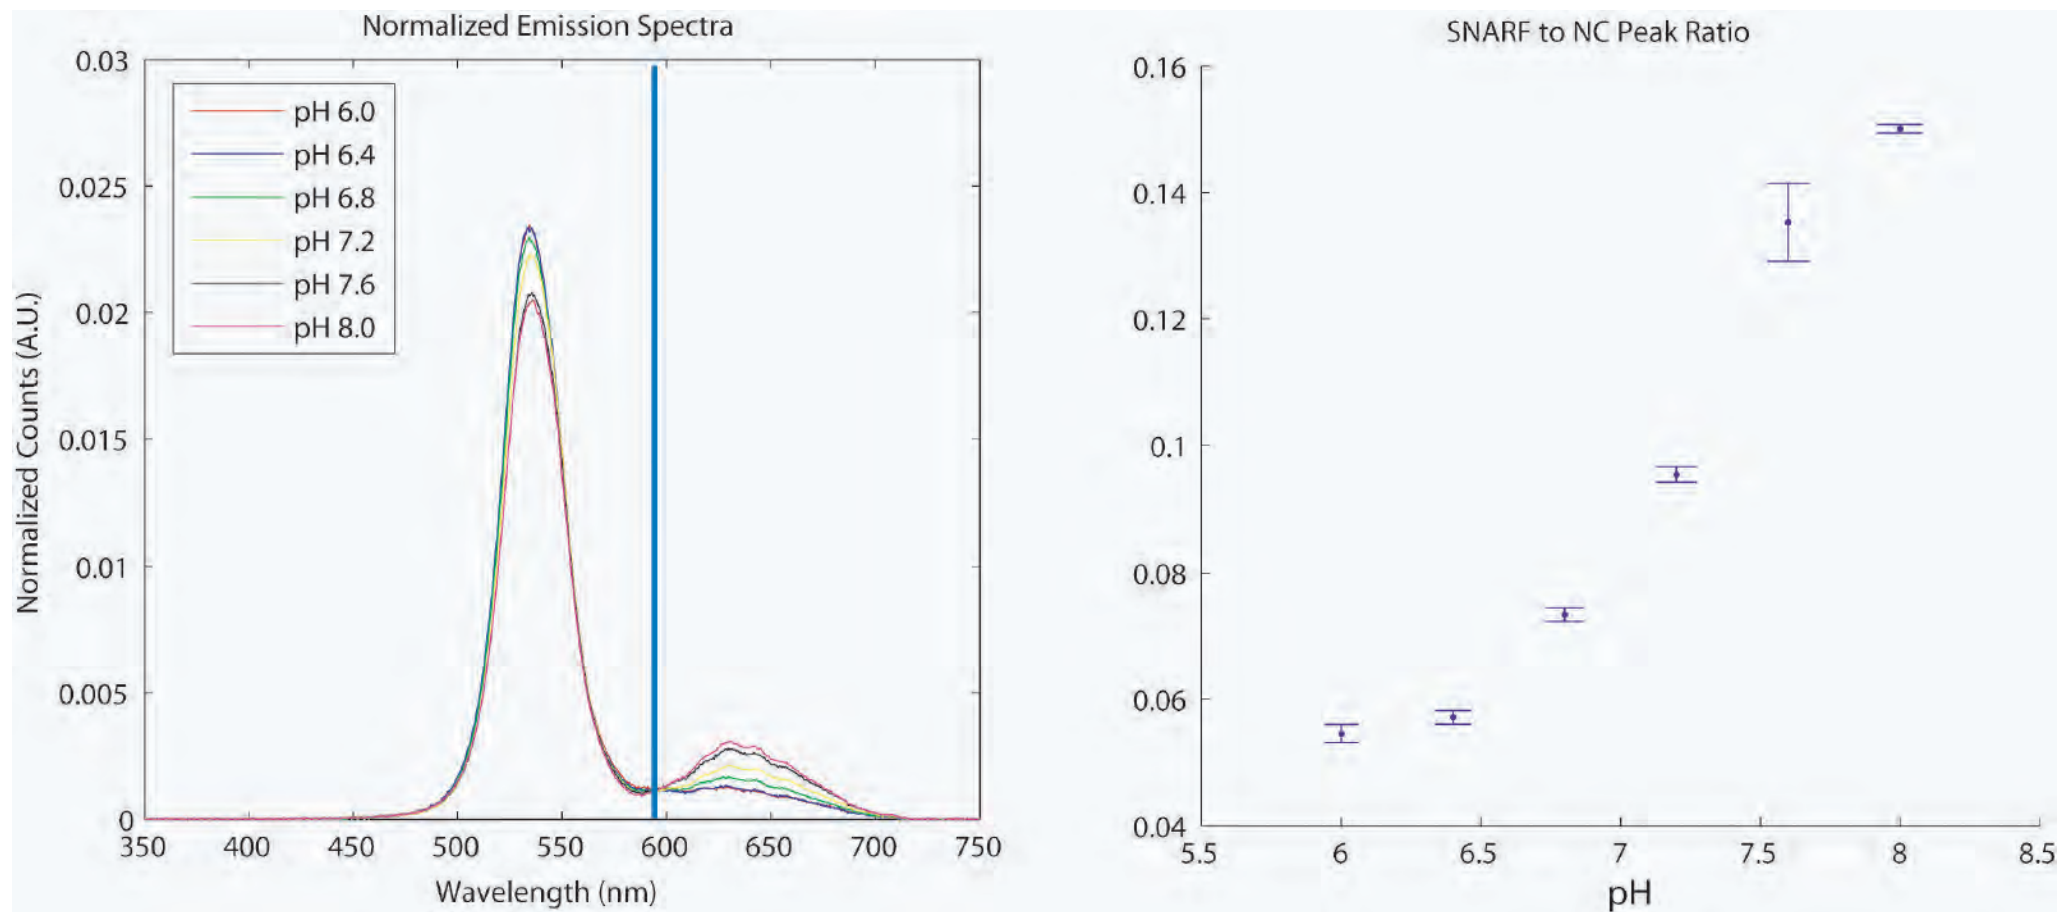 Normalized Emission Spectra
Normalized Counts (A.U.)
0.03
0.025
0.02
0.015
0.01
0.005
0
pH 6.0
pH 6.4
pH 6.8
pH 7.2
pH 7.6
pH 8.0
350 400 450 500 550 600 650 700 750
Wavelength (nm)
SNARF to NC Peak Ratio
0.16
0.14
0.12
0.1
0.08
0.06
0.04
5.5 6 6.5 7 7.5 8 8.5
pH